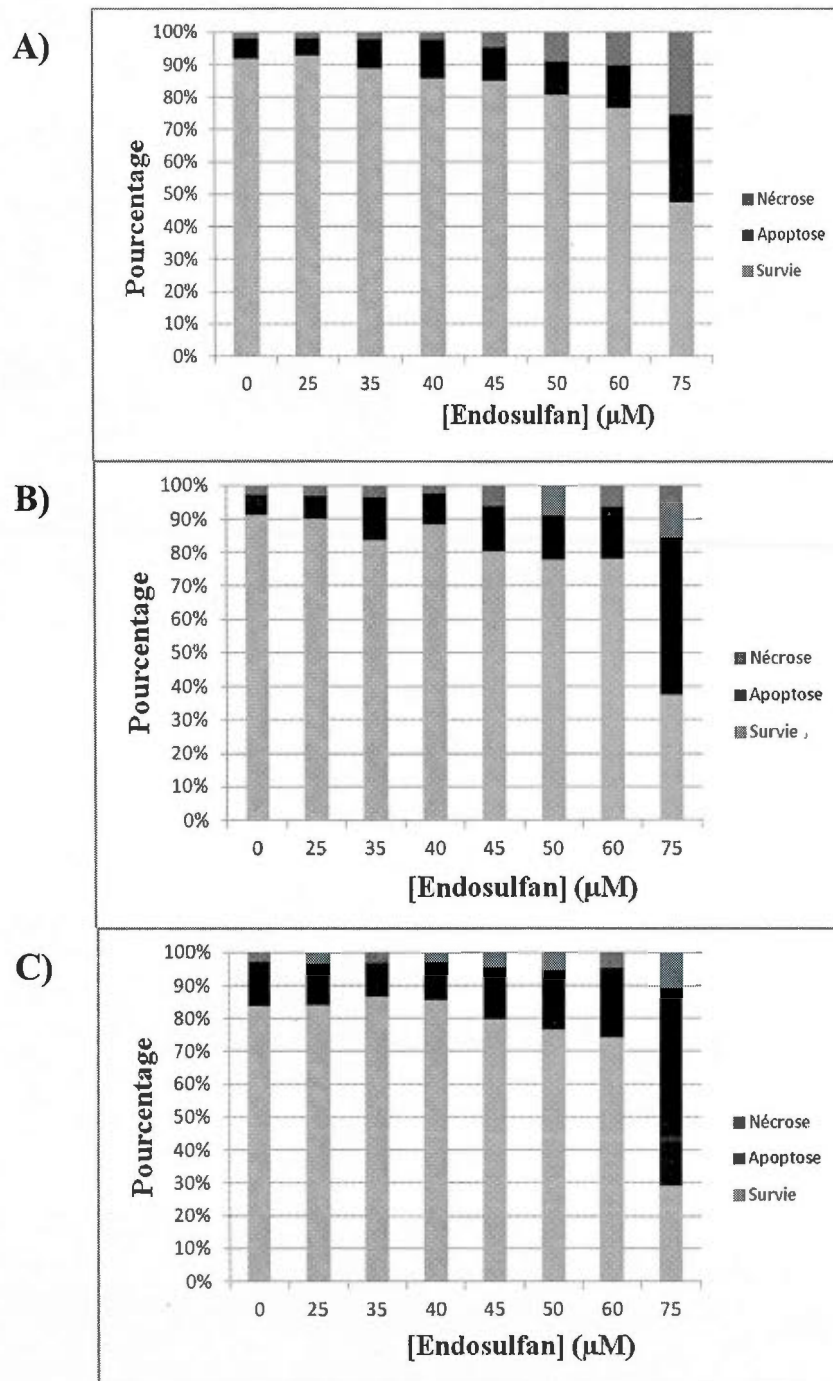 A)
Pourcentage
100%
90%
80%
70%
60%
50%
40%
30%
20%
10%
0%
0 25 35 40 45 50 60 75
[Endosulfan] (µM)
Nécrose
Apoptose
Survie
B)
Pourcentage
100%
90%
80%
70%
60%
50%
40%
30%
20%
10%
0%
0 25 35 40 45 50 60 75
[Endosulfan] (µM)
Nécrose
Apoptose
Survie
C)
Pourcentage
100%
90%
80%
70%
60%
50%
40%
30%
20%
10%
0%
0 25 35 40 45 50 60 75
[Endosulfan] (µM)
Nécrose
Apoptose
Survie